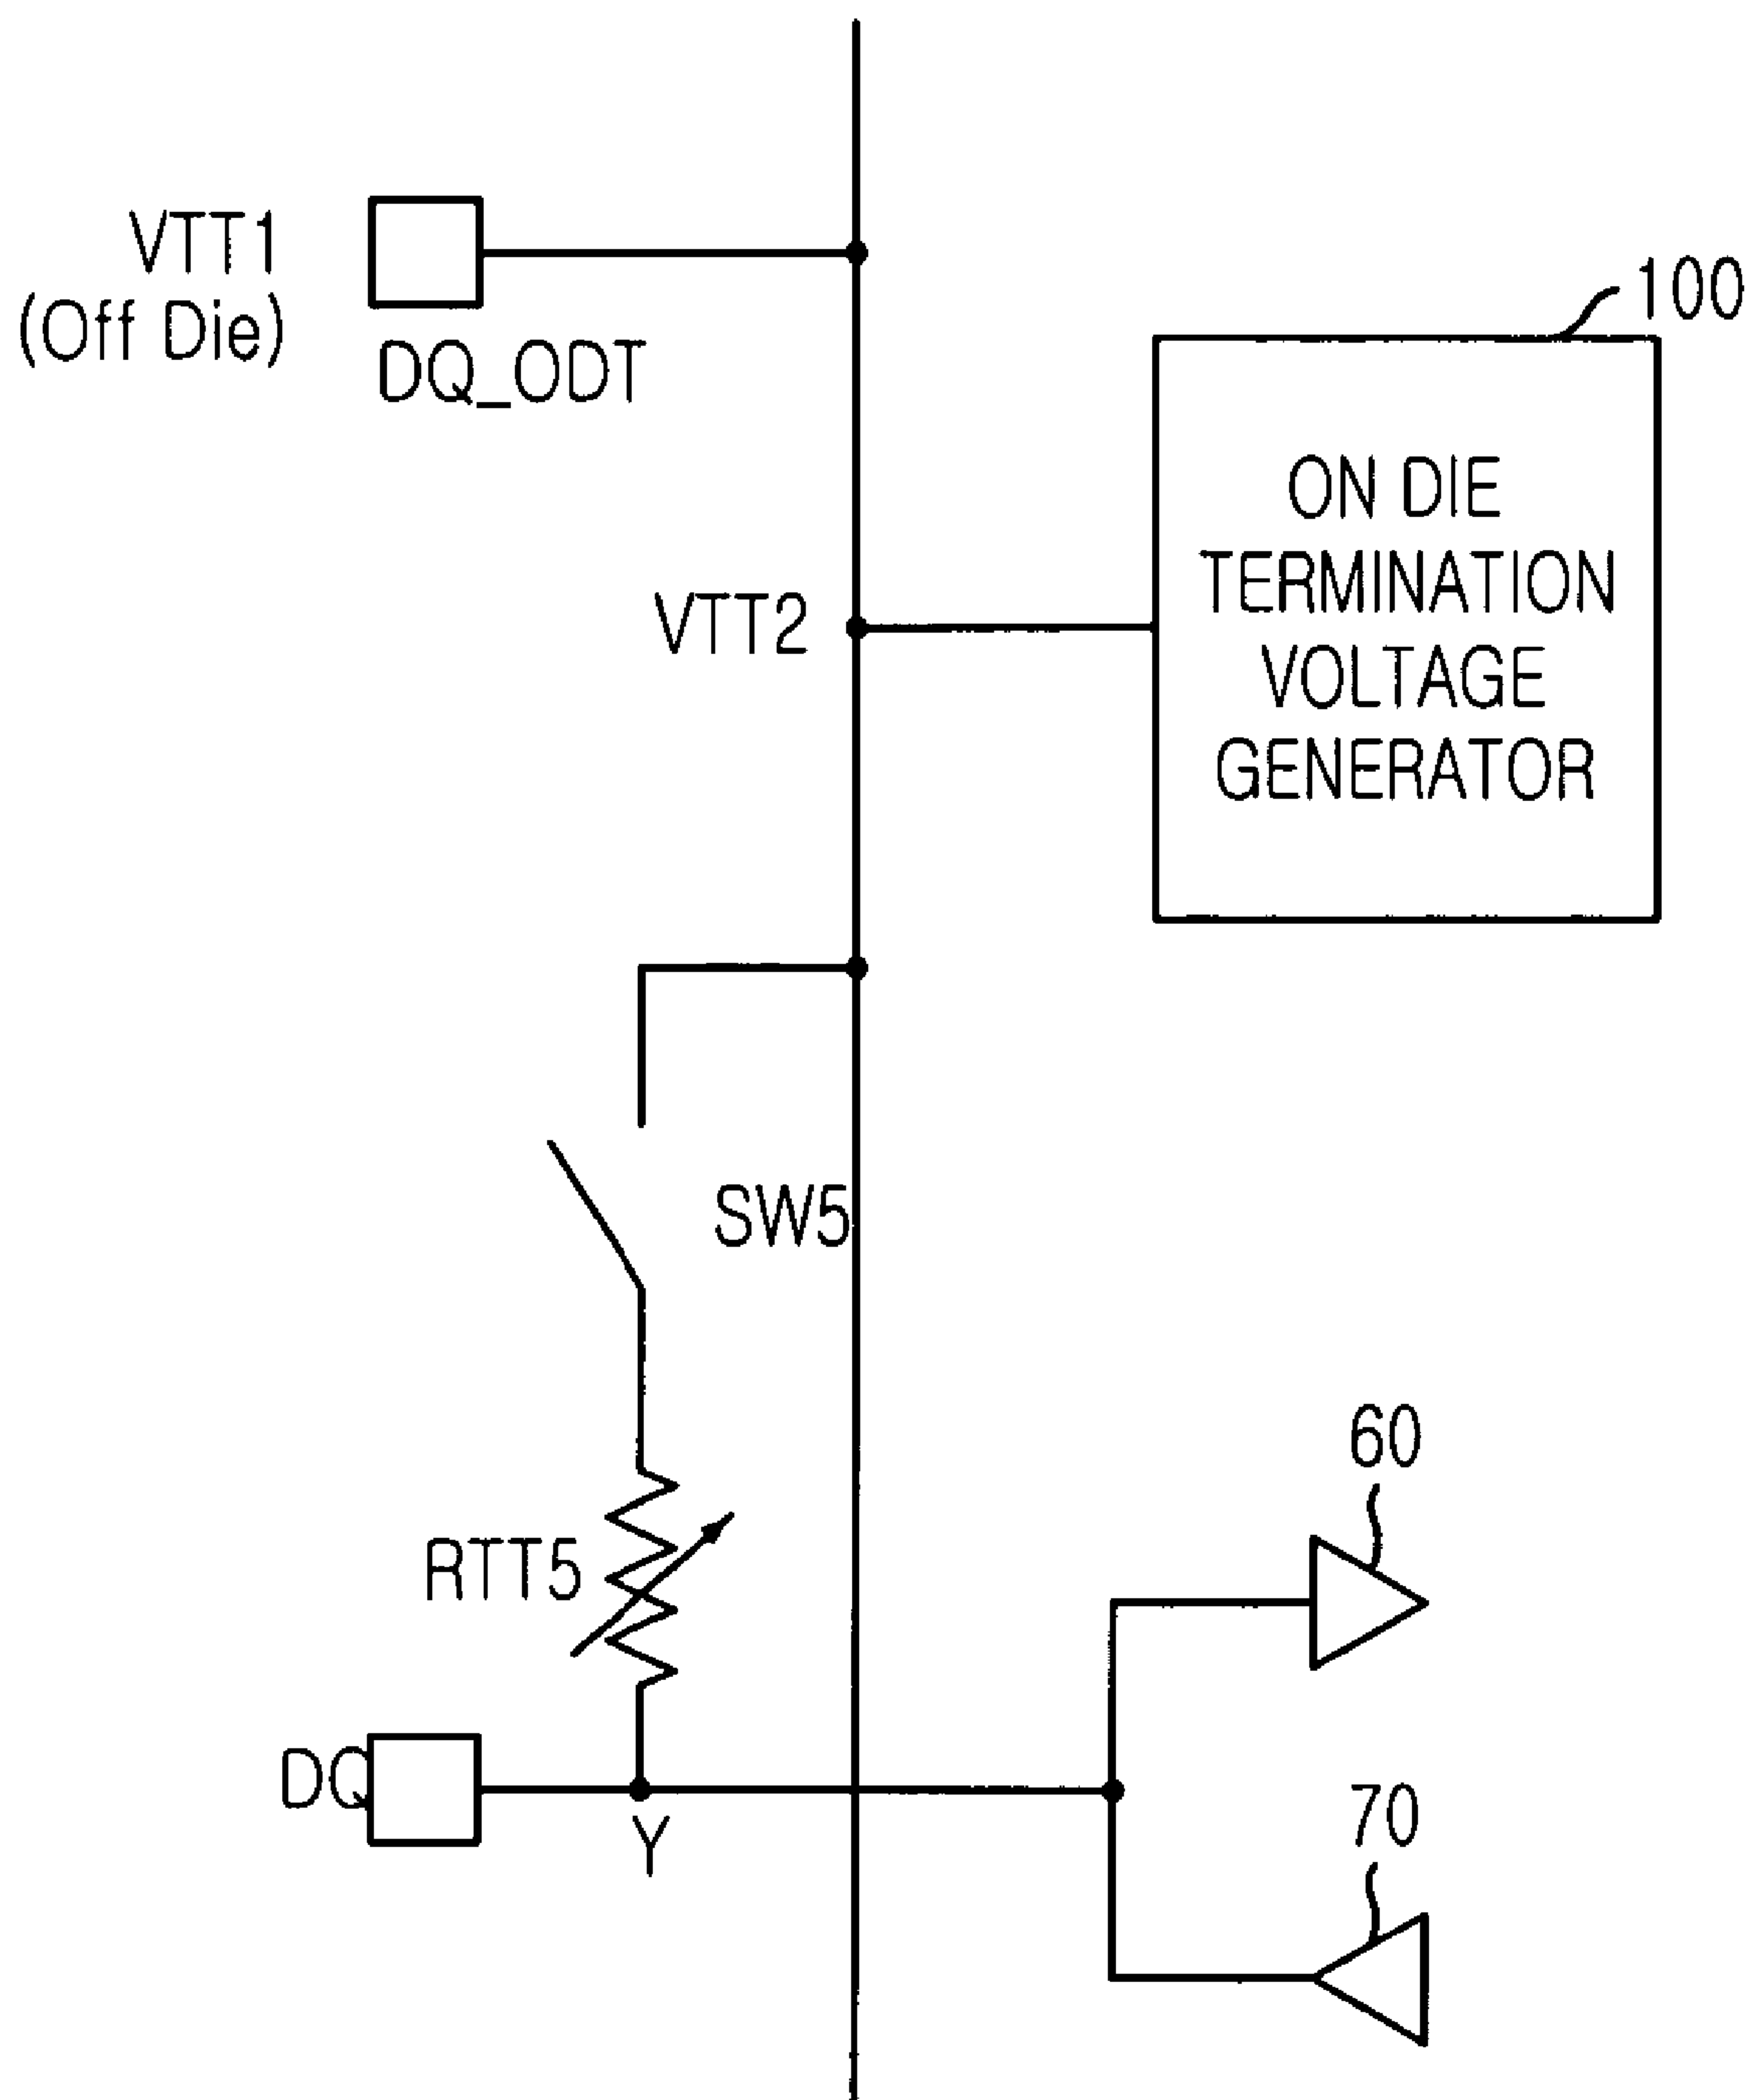 VTT1
(Off Die)
DQ_ODT
100
ON DIE
TERMINATION
VOLTAGE
GENERATOR
VTT2
SW5
60
RTT5
DQ
Y
70